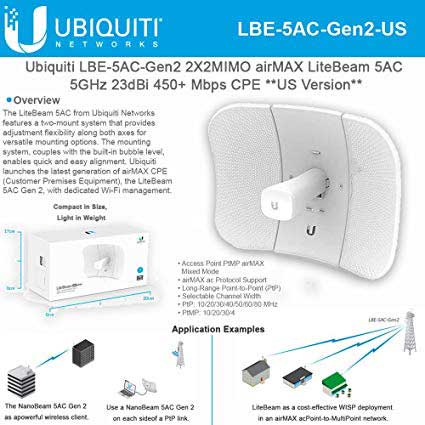 UBIQUITI
NETWORKS
LBE-5AC-Gen2-US
Ubiquiti LBE-5AC-Gen2 2X2MIMO airMAX LiteBeam 5AC
5GHz 23dBi 450+ Mbps CPE **US Version**
• Overview
The LiteBeam 5AC from Ubiquiti Networks
features a two-mount system that provides
adjustment flexibility along both axes for
versatile mounting options. The mounting
system, couples with the built-in bubble level,
enables quick and easy alignment. Ubiquiti
launches the latest generation of airMAX CPE
(Customer Premises Equipment), the LiteBeam
5AC Gen 2, with dedicated Wi-Fi management.
Compact in Size,
Light in Weight
• Access Point PtMP airMAX
Mixed Mode
• airMAX ac Protocol Support
• Long-Range Point-to-Point (PtP)
• Selectable Channel Width
• PtP: 10/20/30/40/50/60/80 MHz
• PtMP: 10/20/30/4
Application Examples
LBE-5AC-Gen2
The NanoBeam 5AC Gen 2
as apowerful wireless client.
Use a NanoBeam 5AC Gen 2
on each sideof a PtP link.
LiteBeam as a cost-effective WISP deployment
in an airMAX acPoint-to-MultiPoint network.